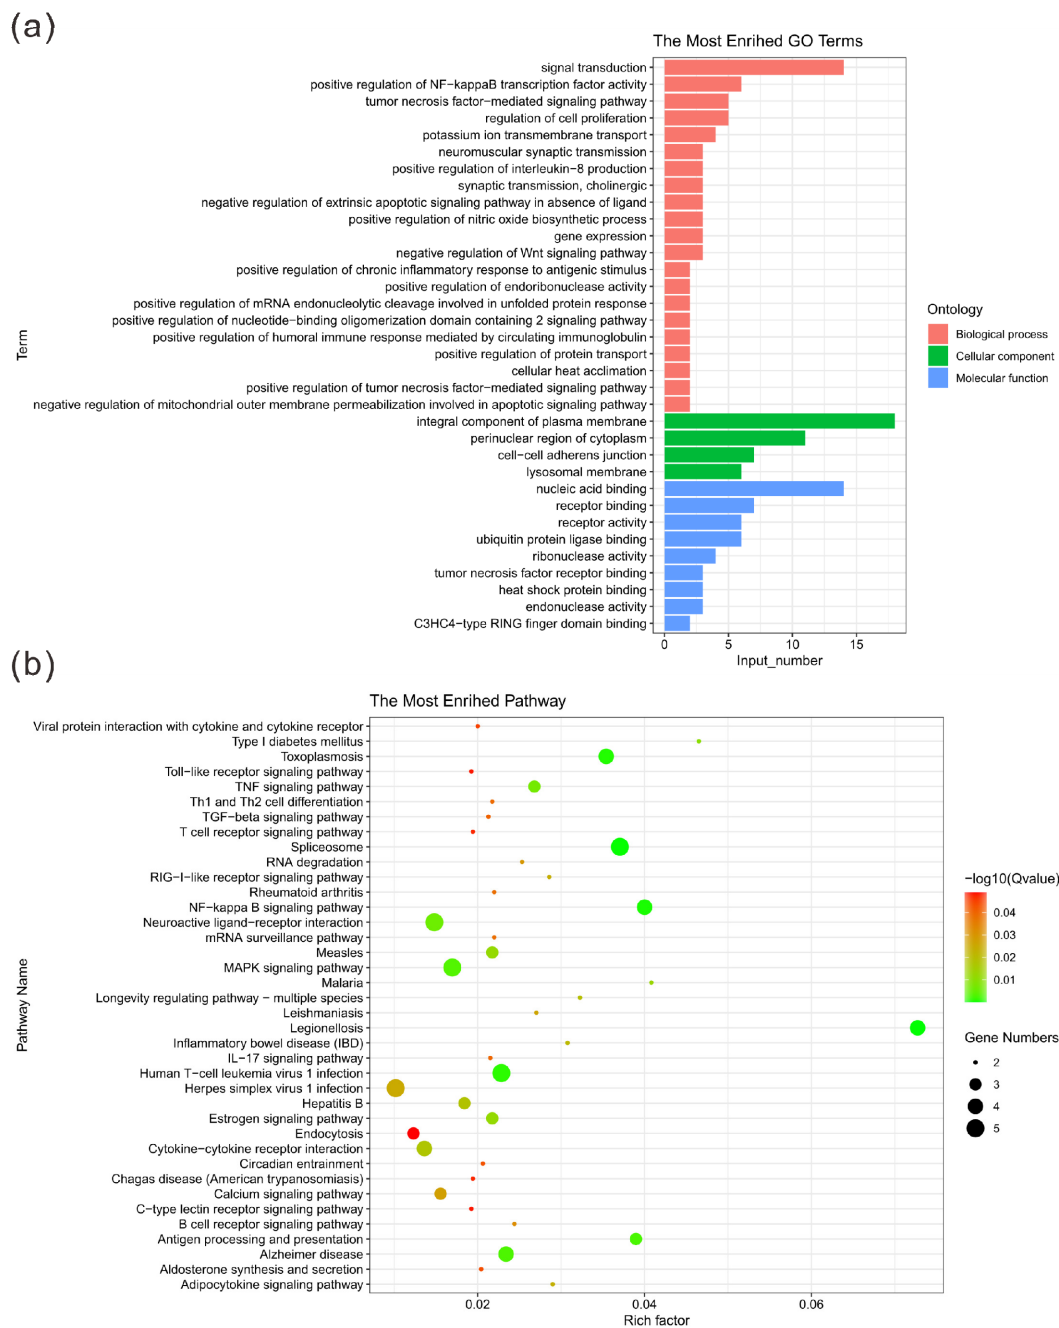 (a)
The Most Enrihed GO Terms
signal transduction
positive regulation of NF−kappaB transcription factor activity
tumor necrosis factor−mediated signaling pathway
regulation of cell proliferation
potassium ion transmembrane transport
neuromuscular synaptic transmission
positive regulation of interleukin−8 production
synaptic transmission, cholinergic
negative regulation of extrinsic apoptotic signaling pathway in absence of ligand
positive regulation of nitric oxide biosynthetic process
gene expression
negative regulation of Wnt signaling pathway
positive regulation of chronic inflammatory response to antigenic stimulus
positive regulation of endoribonuclease activity
positive regulation of mRNA endonucleolytic cleavage involved in unfolded protein response
positive regulation of nucleotide−binding oligomerization domain containing 2 signaling pathway
positive regulation of humoral immune response mediated by circulating immunoglobulin
positive regulation of protein transport
cellular heat acclimation
positive regulation of tumor necrosis factor−mediated signaling pathway
negative regulation of mitochondrial outer membrane permeabilization involved in apoptotic signaling pathway
integral component of plasma membrane
perinuclear region of cytoplasm
cell−cell adherens junction
lysosomal membrane
nucleic acid binding
receptor binding
receptor activity
ubiquitin protein ligase binding
ribonuclease activity
tumor necrosis factor receptor binding
heat shock protein binding
endonuclease activity
C3HC4−type RING finger domain binding
Term
0 5 10 15
Input_number
Ontology
Biological process
Cellular component
Molecular function
(b)
The Most Enrihed Pathway
Viral protein interaction with cytokine and cytokine receptor
Type I diabetes mellitus
Toxoplasmosis
Toll−like receptor signaling pathway
TNF signaling pathway
Th1 and Th2 cell differentiation
TGF−beta signaling pathway
T cell receptor signaling pathway
Spliceosome
RNA degradation
RIG−I−like receptor signaling pathway
Rheumatoid arthritis
NF−kappa B signaling pathway
Neuroactive ligand−receptor interaction
mRNA surveillance pathway
Measles
MAPK signaling pathway
Malaria
Longevity regulating pathway − multiple species
Leishmaniasis
Legionellosis
Inflammatory bowel disease (IBD)
IL−17 signaling pathway
Human T−cell leukemia virus 1 infection
Herpes simplex virus 1 infection
Hepatitis B
Estrogen signaling pathway
Endocytosis
Cytokine−cytokine receptor interaction
Circadian entrainment
Chagas disease (American trypanosomiasis)
Calcium signaling pathway
C−type lectin receptor signaling pathway
B cell receptor signaling pathway
Antigen processing and presentation
Alzheimer disease
Aldosterone synthesis and secretion
Adipocytokine signaling pathway
Pathway Name
0.02 0.04 0.06
Rich factor
−log10(Qvalue)
0.04
0.03
0.02
0.01
Gene Numbers
2
3
4
5